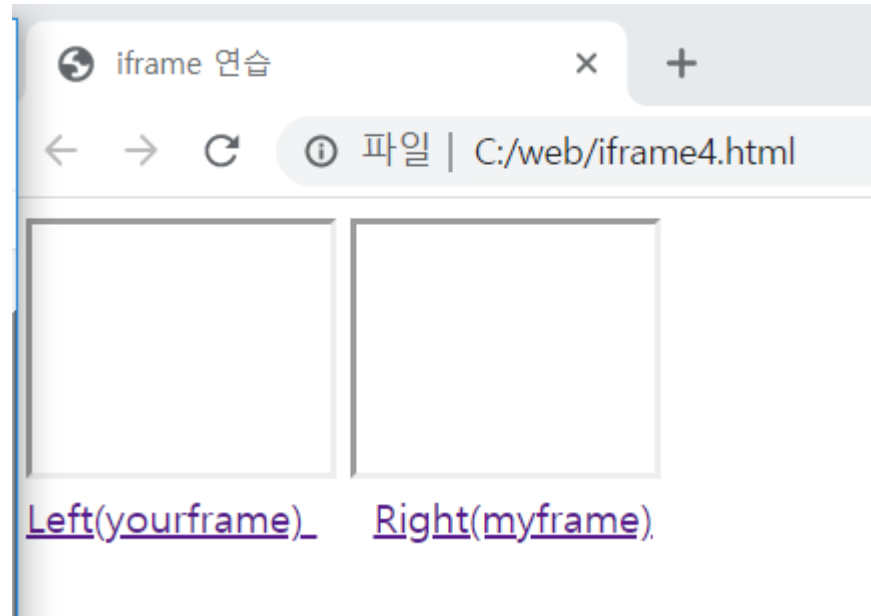 iframe 연습
파일 | C:/web/iframe4.html
Left(yourframe) Right(myframe)